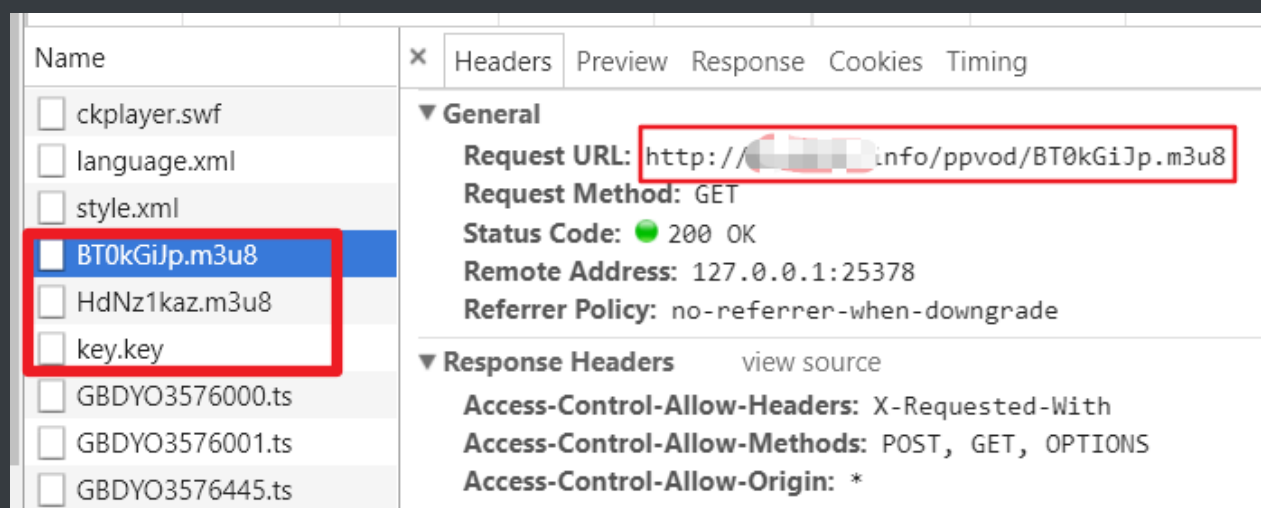 Name
ckplayer.swf
language.xml
style.xml
BT0kGiJp.m3u8
HdNz1kaz.m3u8
key.key
GBDYO3576000.ts
GBDYO3576001.ts
GBDYO3576445.ts
× Headers Preview Response Cookies Timing
▼ General
Request URL: http:// info/ppvod/BT0kGiJp.m3u8
Request Method: GET
Status Code: 200 OK
Remote Address: 127.0.0.1:25378
Referrer Policy: no-referrer-when-downgrade
▼ Response Headers view source
Access-Control-Allow-Headers: X-Requested-With
Access-Control-Allow-Methods: POST, GET, OPTIONS
Access-Control-Allow-Origin: *